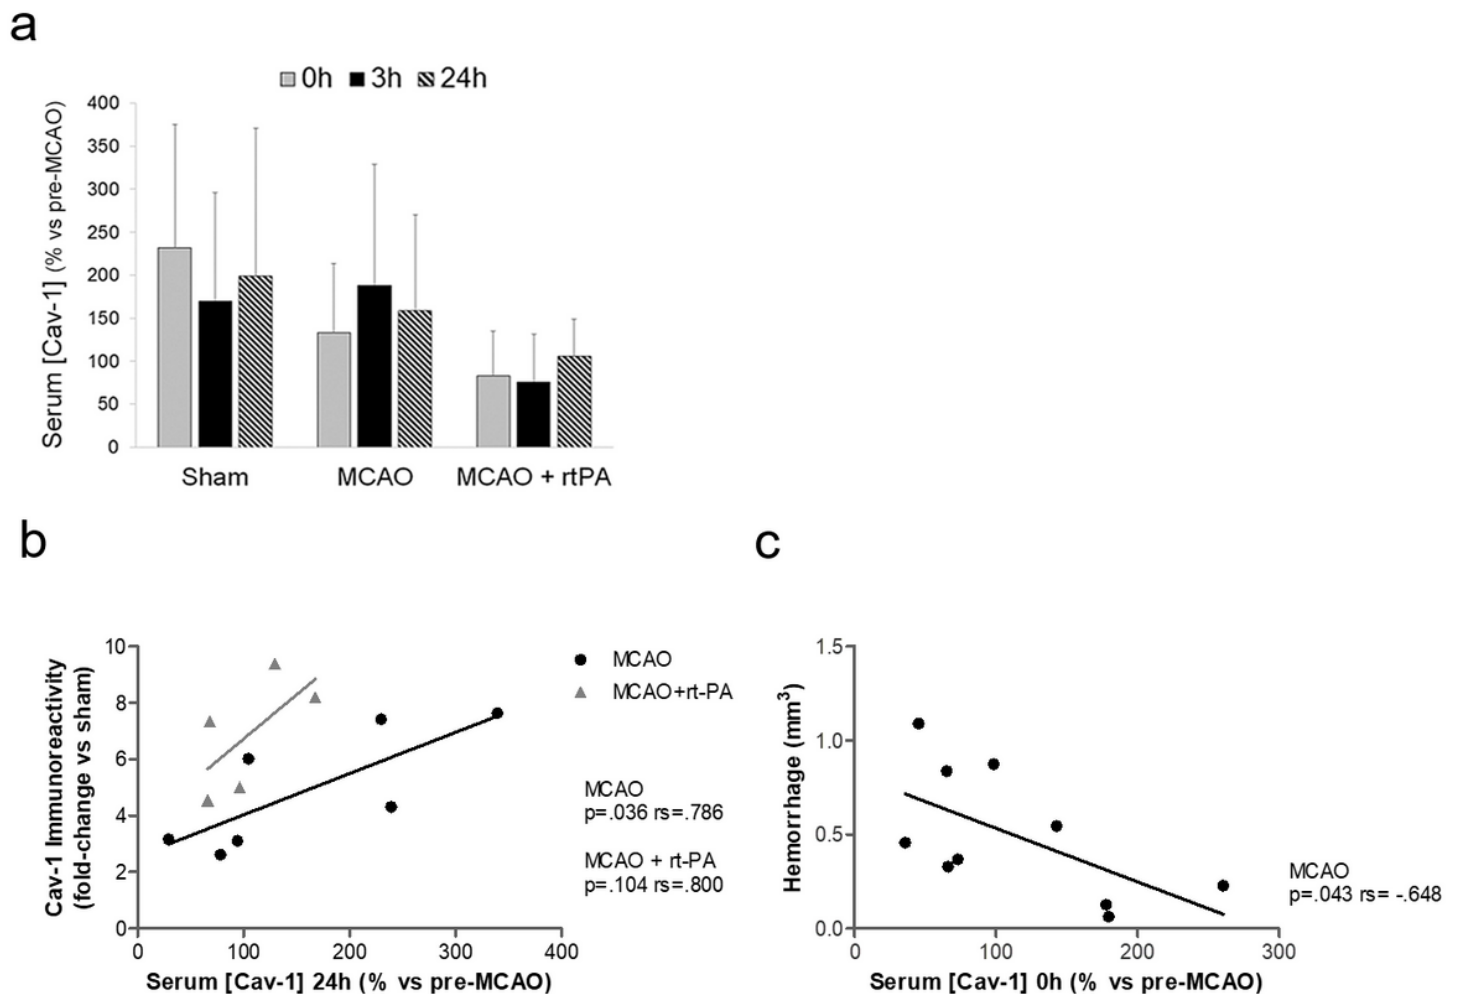 a
0h 3h 24h
Serum [Cav-1] (% vs pre-MCAO)
400
350
300
250
200
150
100
50
0
Sham MCAO MCAO + rtPA
b
Cav-1 Immunoreactivity
(fold-change vs sham)
10
8
6
4
2
0
0 100 200 300 400
Serum [Cav-1] 24h (% vs pre-MCAO)
MCAO
MCAO+rt-PA
MCAO
p=.036 rs=.786
MCAO + rt-PA
p=.104 rs=.800
c
Hemorrhage (mm³)
1.5
1.0
0.5
0.0
0 100 200 300
Serum [Cav-1] 0h (% vs pre-MCAO)
MCAO
p=.043 rs= -.648